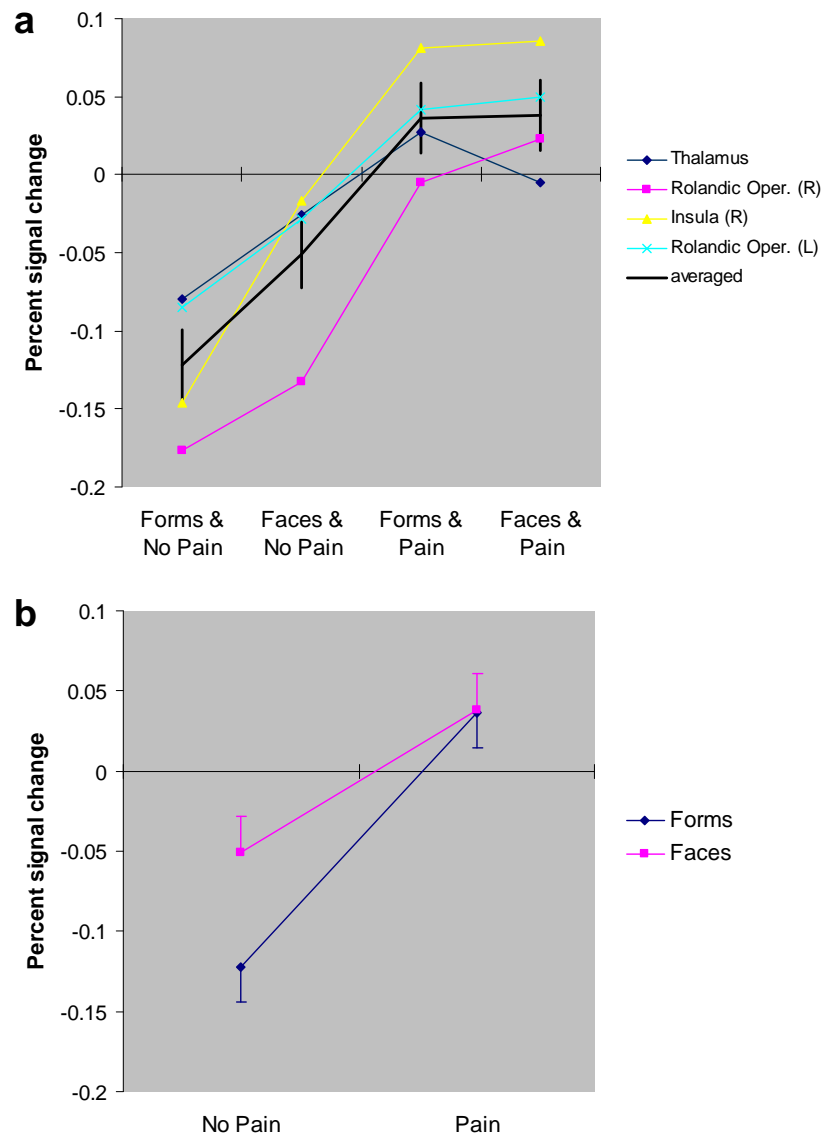 a
0.1
0.05
0
-0.05
-0.1
-0.15
-0.2
Percent signal change
Forms & No Pain
Faces & No Pain
Forms & Pain
Faces & Pain
Thalamus
Rolandic Oper. (R)
Insula (R)
Rolandic Oper. (L)
averaged
b
0.1
0.05
0
-0.05
-0.1
-0.15
-0.2
Percent signal change
No Pain
Pain
Forms
Faces